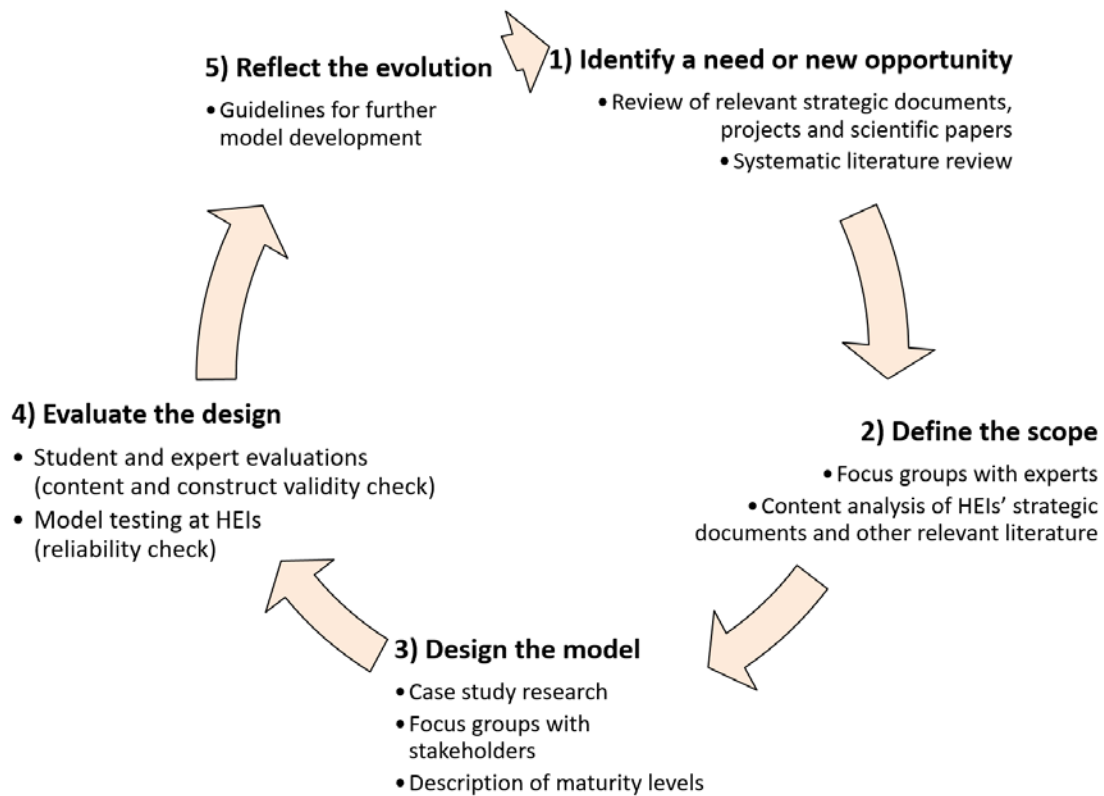 1) Identify a need or new opportunity
• Review of relevant strategic documents,
projects and scientific papers
• Systematic literature review
2) Define the scope
• Focus groups with experts
• Content analysis of HEIs’ strategic
documents and other relevant literature
3) Design the model
• Case study research
• Focus groups with
stakeholders
• Description of maturity levels
4) Evaluate the design
• Student and expert evaluations
(content and construct validity check)
• Model testing at HEIs
(reliability check)
5) Reflect the evolution
• Guidelines for further
model development